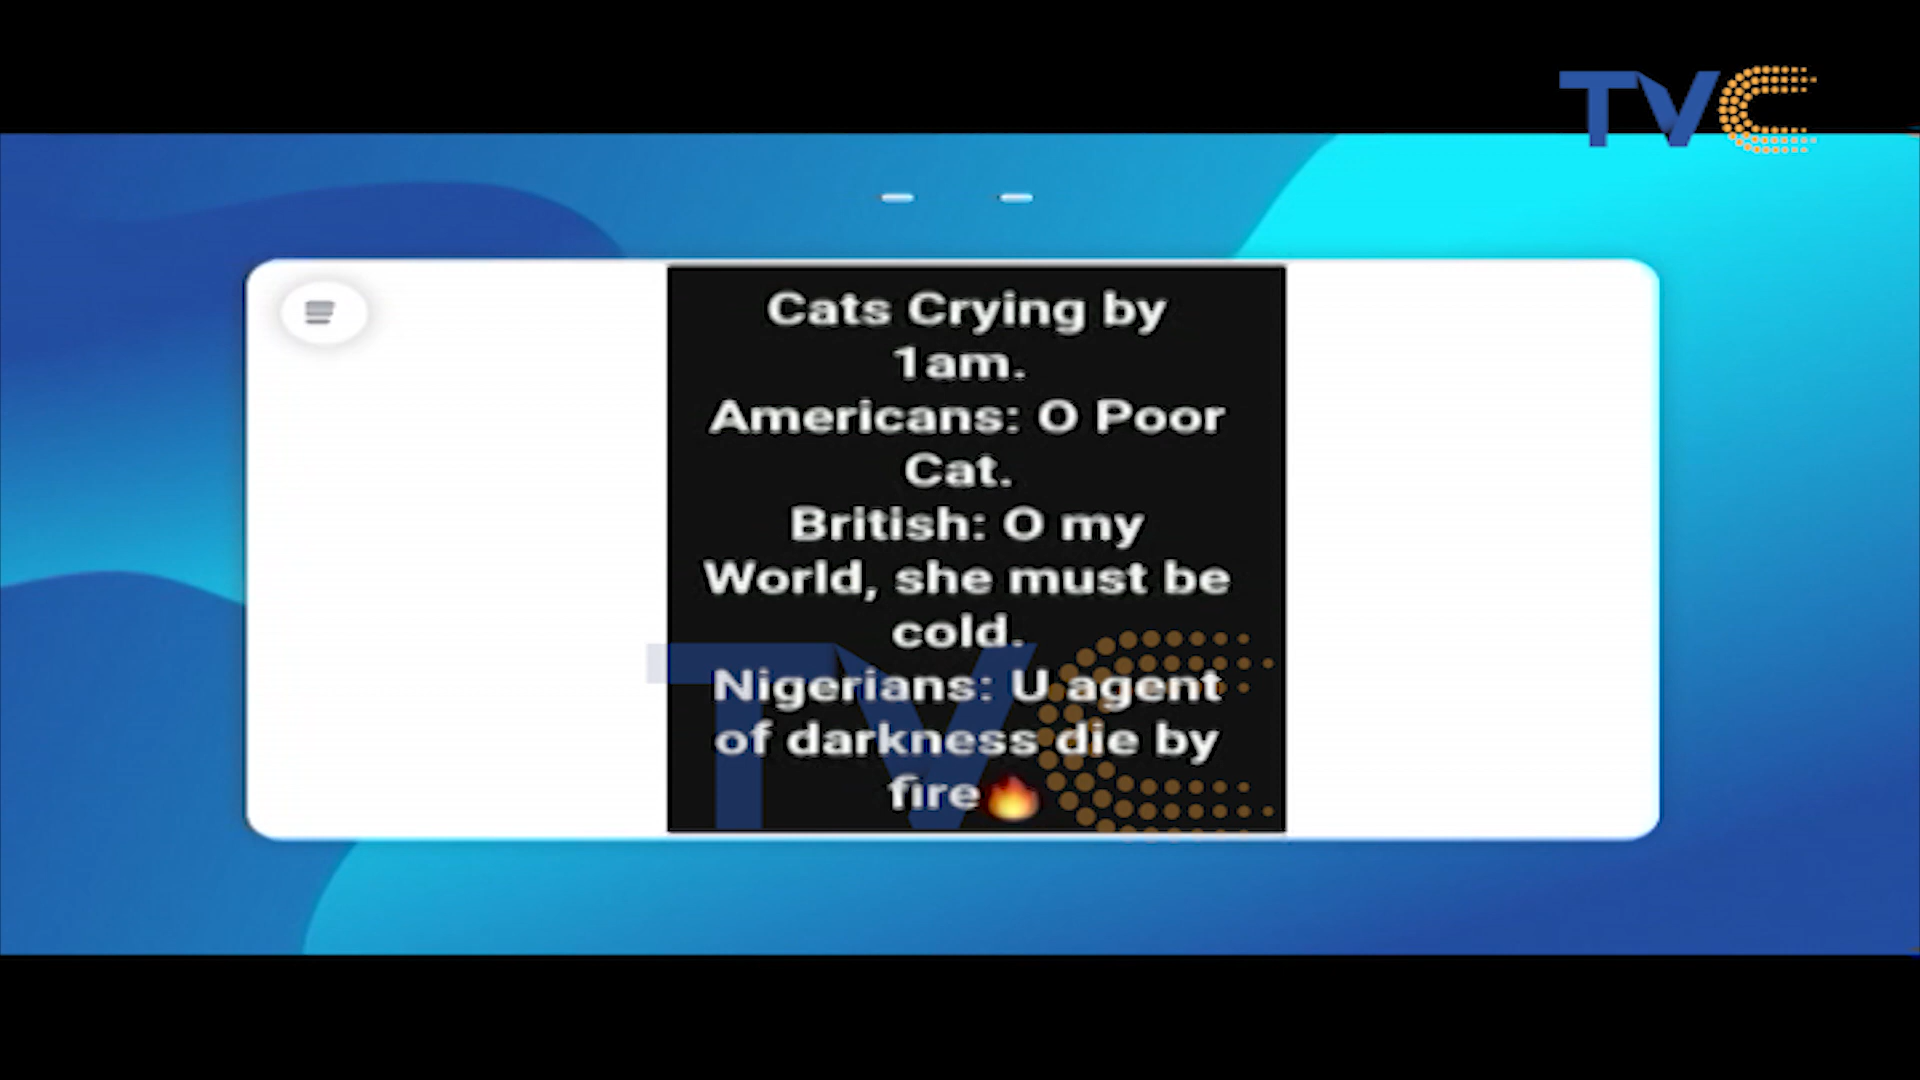 TVC
Cats Crying by
1am.
Americans: O Poor
Cat.
British: O my
World, she must be
cold.
Nigerians: U agent
of darkness die by
fire🔥
TVC